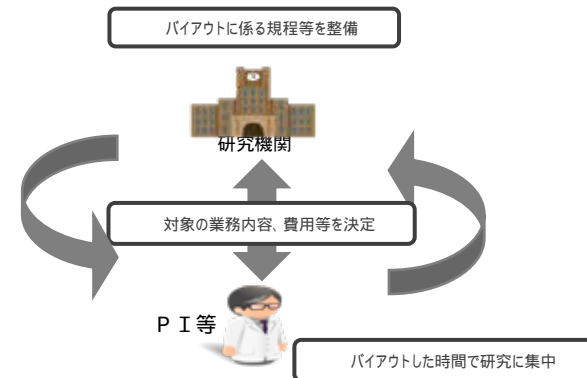 バイアウトに係る規程等を整備
研究機関
対象の業務内容、費用等を決定
ＰＩ等
バイアウトした時間で研究に集中